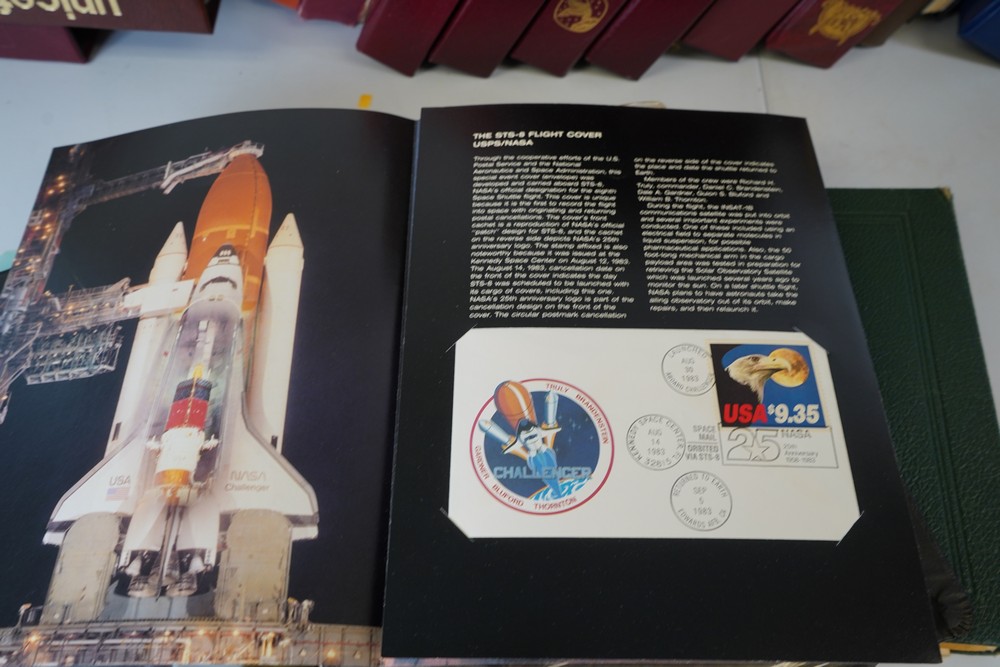 unicef
USA
NASA
Challenger
THE STS-8 FLIGHT COVER
USPS/NASA
Through the cooperative efforts of the U.S.
Postal Service and the National
Aeronautics and Space Administration, this
special event cover (envelope) was
developed and carried aboard STS-8,
NASA's official designation for the eighth
Space Shuttle flight. This cover is unique
because it is the first to record the flight
into space with originating and returning
postal cancellations. The cover's front
cachet is a reproduction of NASA's official
"patch" design for STS-8, and the cachet
on the reverse side depicts NASA's 25th
anniversary logo. The stamp affixed is also
noteworthy because it was issued at the
Kennedy Space Center on August 12, 1983.
The August 14, 1983, cancellation date on
the front of the cover indicates the day
STS-8 was scheduled to be launched with
its cargo of covers, including this one.
NASA's 25th anniversary logo is part of the
cancellation design on the front of the
cover. The circular postmark cancellation
on the reverse side of the cover indicates
the place and date the shuttle returned to
Earth.
Members of the crew were Richard H.
Truly, commander, Daniel C. Brandenstein,
Dale A. Gardner, Guion S. Bluford and
William B. Thornton.
During the flight, the INSAT-1B
communications satellite was put into orbit
and several important experiments were
conducted. One of these included using an
electrical field to separate molecules in
liquid suspension, for possible
pharmaceutical applications. Also, the 50
foot-long mechanical arm in the cargo
payload area was tested in preparation for
retrieving the Solar Observatory Satellite
which was launched several years ago to
monitor the sun. On a later shuttle flight,
NASA plans to have astronauts take the
ailing observatory out of its orbit, make
repairs, and then relaunch it.
TRULY BRANDENSTEIN
CHALLENGER
GARDNER BLUFORD THORNTON
LAUNCHED
AUG
30
1983
KENNEDY SPACE CENTER, FL
AUG
14
1983
32815
SPACE
MAIL
ORBITED
VIA STS-8
USA $9.35
25 NASA
25th
Anniversary
1958-1983
RETURNED TO EARTH
SEP
5
1983
EDWARDS AFB, CA